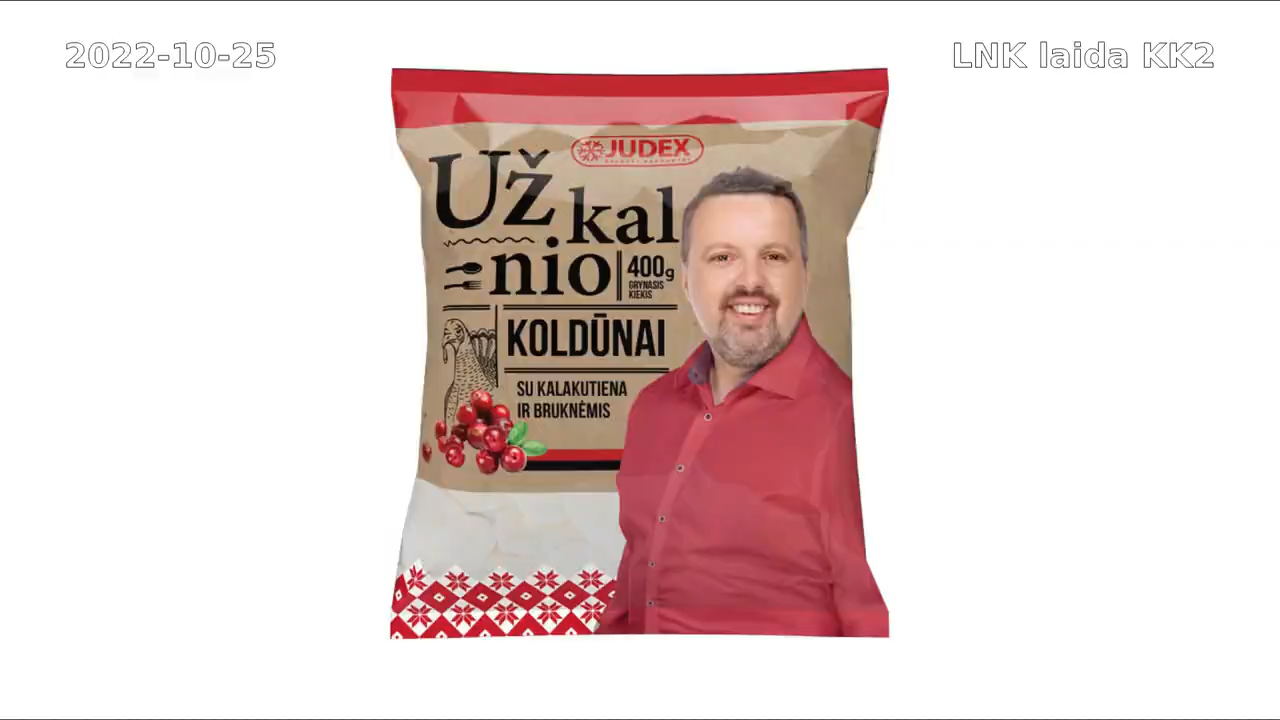 2022-10-25
LNK laida KK2
JUDEX
Už
kal
nio
400g
GRYNASIS
KIEKIS
KOLDŪNAI
SU KALAKUTIENA
IR BRUKNĖMIS